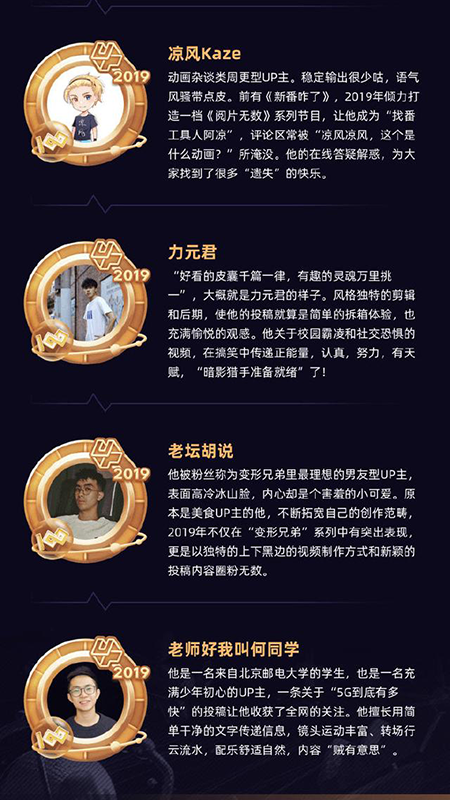 2019
凉风Kaze
动画杂谈类周更型UP主。稳定输出很少咕，语气
风骚带点皮。前有《新番咋了》，2019年倾力打
造一档《阅片无数》系列节目，让他成为“找番
工具人阿凉”，评论区常被“凉风凉风，这个是
什么动画？”所淹没。他的在线答疑解惑，为大
家找到了很多“遗失”的快乐。
2019
力元君
“好看的皮囊千篇一律，有趣的灵魂万里挑
一”，大概就是力元君的样子。风格独特的剪辑
和后期，使他的投稿就算是简单的拆箱体验，也
充满愉悦的观感。他关于校园霸凌和社交恐惧的
视频，在搞笑中传递正能量，认真，努力，有天
赋，“暗影猎手准备就绪”了！
2019
老坛胡说
他被粉丝称为变形兄弟里最理想的男友型UP主，
表面高冷冰山脸，内心却是个害羞的小可爱。原
本是美食UP主的他，不断拓宽自己的创作范畴，
2019年不仅在“变形兄弟”系列中有突出表现，
更是以独特的上下黑边的视频制作方式和新颖的
投稿内容圈粉无数。
2019
老师好我叫何同学
他是一名来自北京邮电大学的学生，也是一名充
满少年初心的UP主，一条关于“5G到底有多
快”的投稿让他收获了全网的关注。他擅长用简
单干净的文字传递信息，镜头运动丰富、转场行
云流水，配乐舒适自然，内容“贼有意思”。